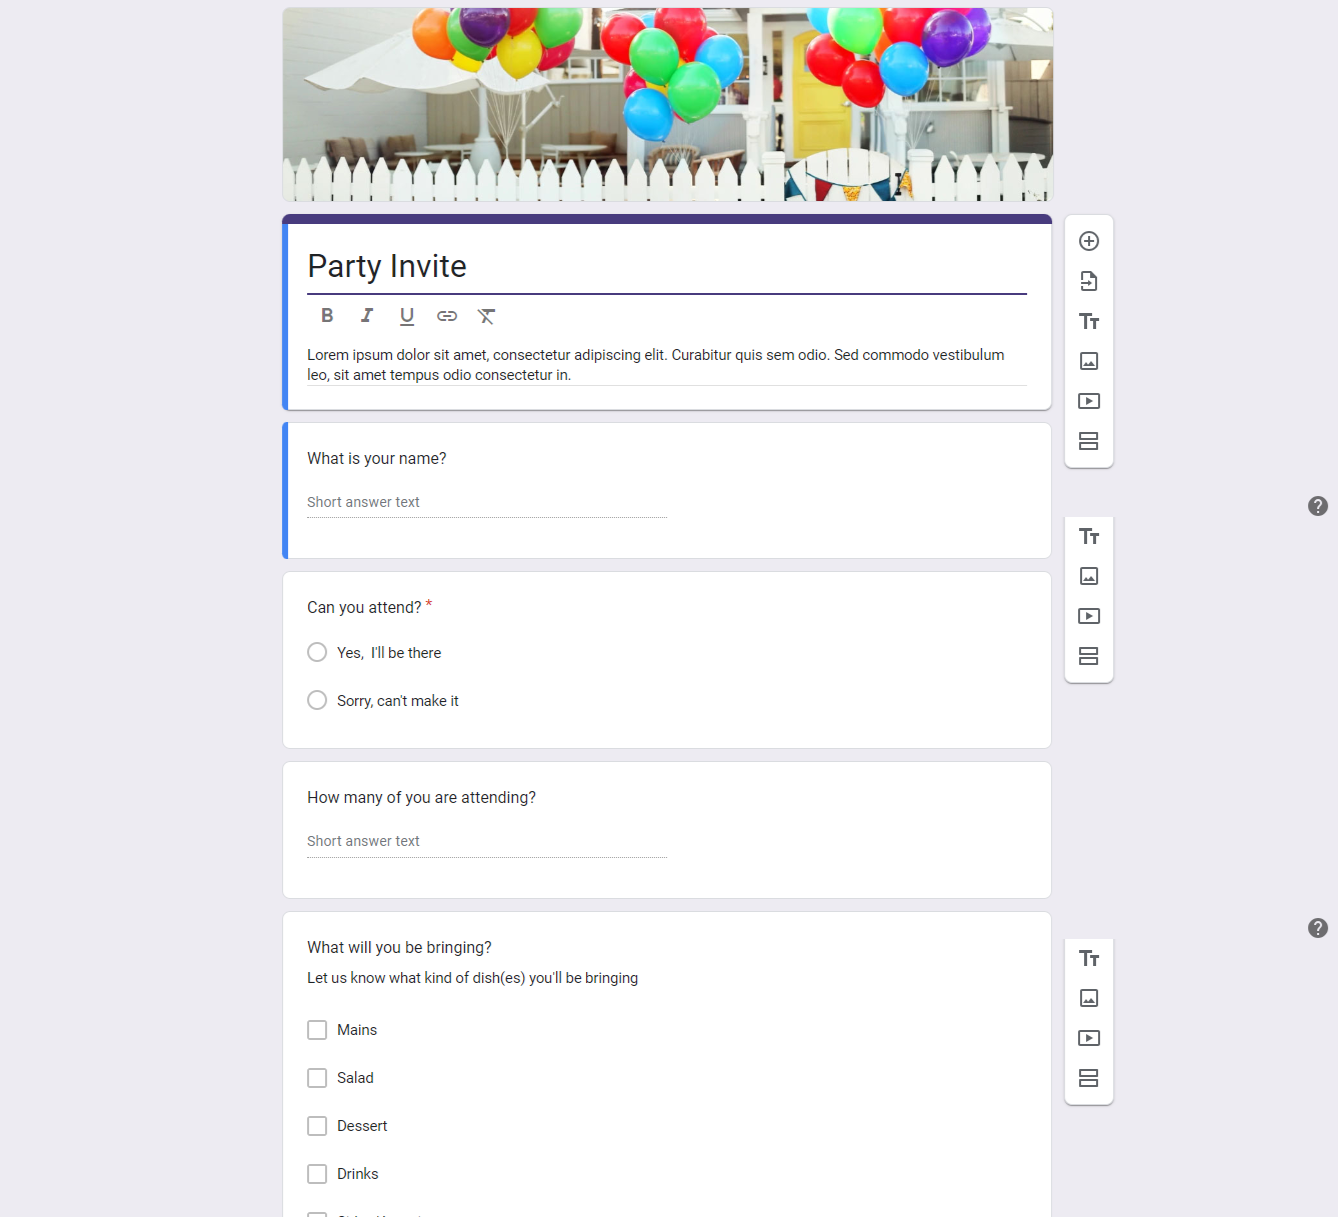 Party Invite
B I U
Lorem ipsum dolor sit amet, consectetur adipiscing elit. Curabitur quis sem odio. Sed commodo vestibulum
leo, sit amet tempus odio consectetur in.
What is your name?
Short answer text
Can you attend? *
Yes,  I'll be there
Sorry, can't make it
How many of you are attending?
Short answer text
What will you be bringing?
Let us know what kind of dish(es) you'll be bringing
Mains
Salad
Dessert
Drinks